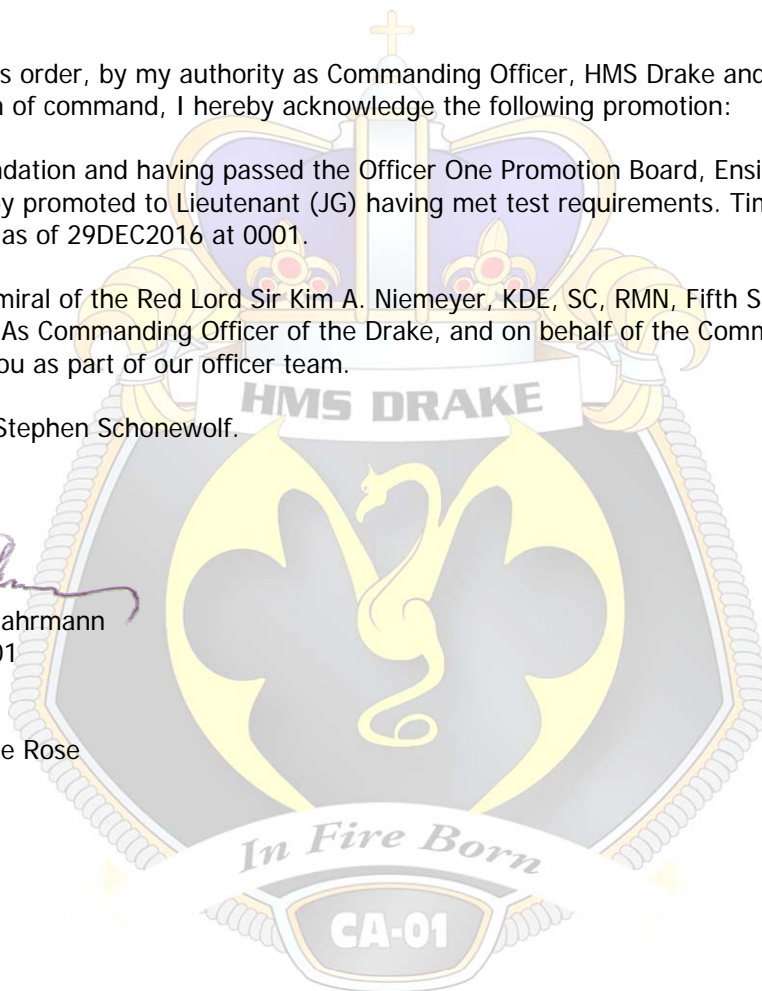 s order, by my authority as Commanding Officer, HMS Drake and
of command, I hereby acknowledge the following promotion:
dation and having passed the Officer One Promotion Board, Ensi
by promoted to Lieutenant (JG) having met test requirements. Tin
as of 29DEC2016 at 0001.
miral of the Red Lord Sir Kim A. Niemeyer, KDE, SC, RMN, Fifth S
As Commanding Officer of the Drake, and on behalf of the Comm
ou as part of our officer team.
HMS DRAKE
Stephen Schonewolf.
ahrmann
01
e Rose
In Fire Born
CA-01